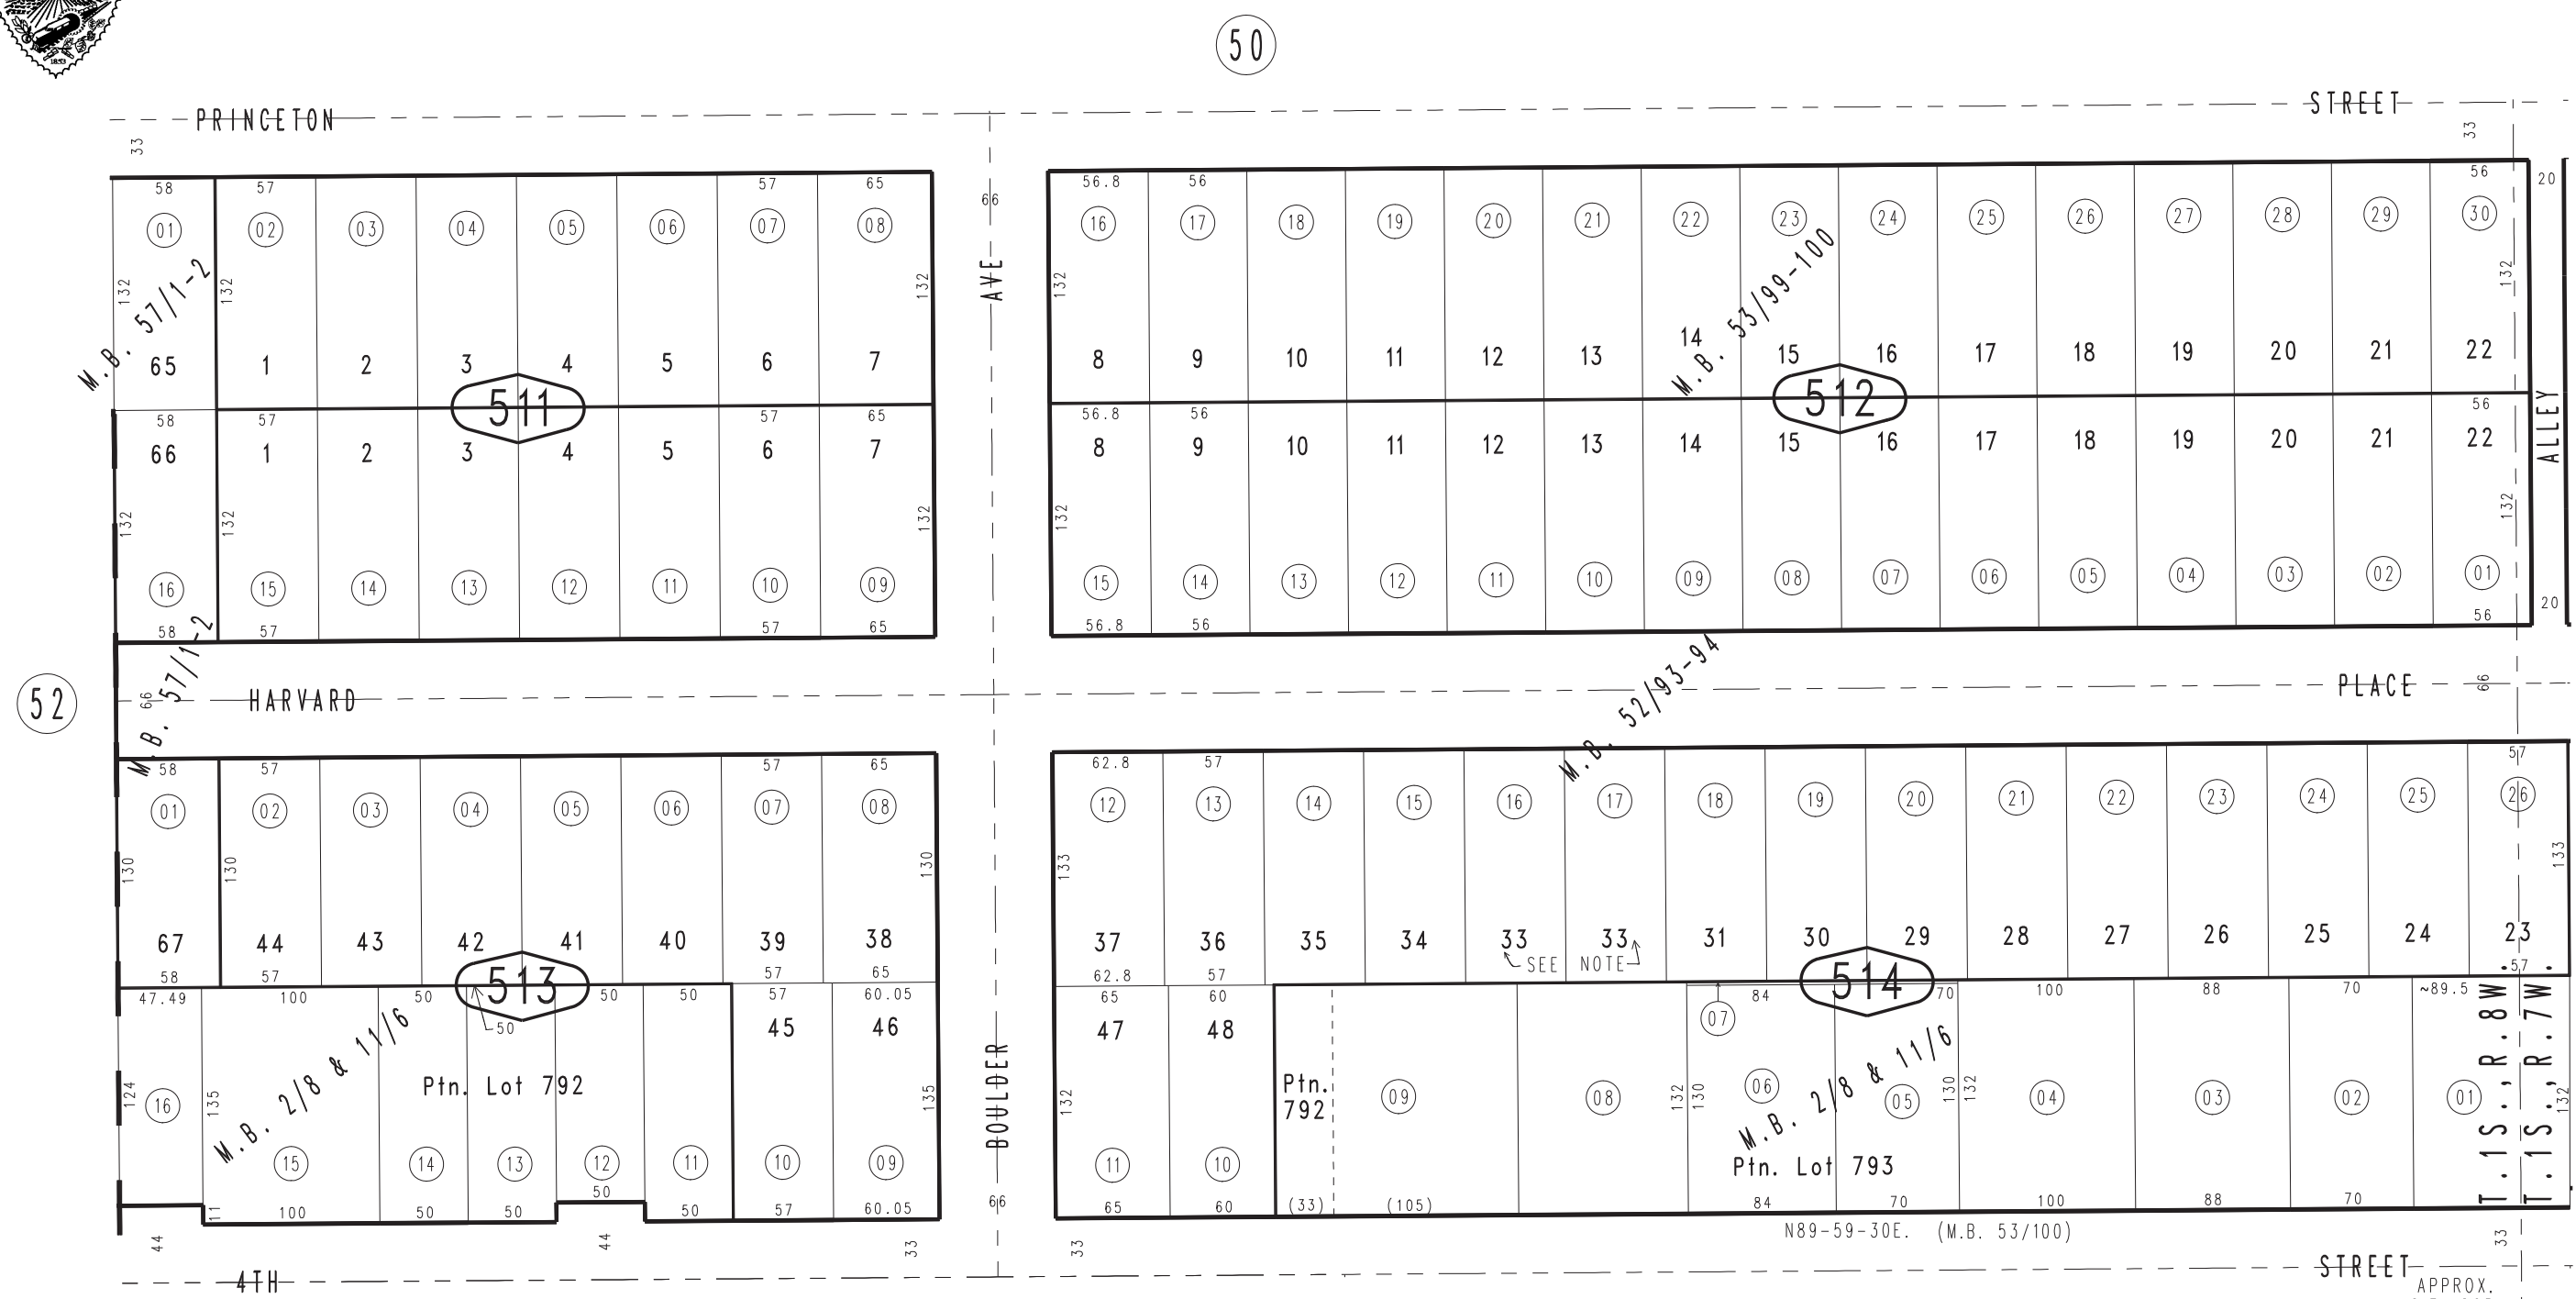 1853
50
PRINCETON STREET
33 33
58 57 57 65 66 56.8 56 56 20
01 02 03 04 05 06 07 08 16 17 18 19 20 21 22 23 24 25 26 27 28 29 30
132 132 132 AVE 132 132
M.B. 57/1-2 M.B. 53/99-100
65 1 2 3 4 5 6 7 8 9 10 11 12 13 14 15 16 17 18 19 20 21 22
511 512 ALLEY
58 57 57 65 56.8 56 56
66 1 2 3 4 5 6 7 8 9 10 11 12 13 14 15 16 17 18 19 20 21 22
132 132 132 132 132
16 15 14 13 12 11 10 09 15 14 13 12 11 10 09 08 07 06 05 04 03 02 01
58 57 57 65 56.8 56 56 20
M.B. 57/1-2 M.B. 52/93-94
52 66 HARVARD PLACE 66
58 57 57 65 62.8 57 57
01 02 03 04 05 06 07 08 12 13 14 15 16 17 18 19 20 21 22 23 24 25 26
130 130 130 133 133
67 44 43 42 41 40 39 38 37 36 35 34 33 33 31 30 29 28 27 26 25 24 23
SEE NOTE
58 57 57 65 62.8 57 57
513 514
47.49 100 50 50 50 50 57 60.05 65 60 84 70 100 88 70 ~89.5
45 46 47 48 07
M.B. 2/8 & 11/6 M.B. 2/8 & 11/6
124 135 Ptn. Lot 792 135 BOULDER 132 Ptn. 792 132 130 130 132 132
16 09 08 06 05 04 03 02 01
T.1S., R.8W.
T.1S., R.7W.
15 14 13 12 11 10 09 11 10 Ptn. Lot 793
11 100 50 50 50 50 57 60.05 66 65 60 (33) (105) 84 70 100 88 70
N89-59-30E. (M.B. 53/100)
44 44 33 33 33
4TH STREET
APPROX.